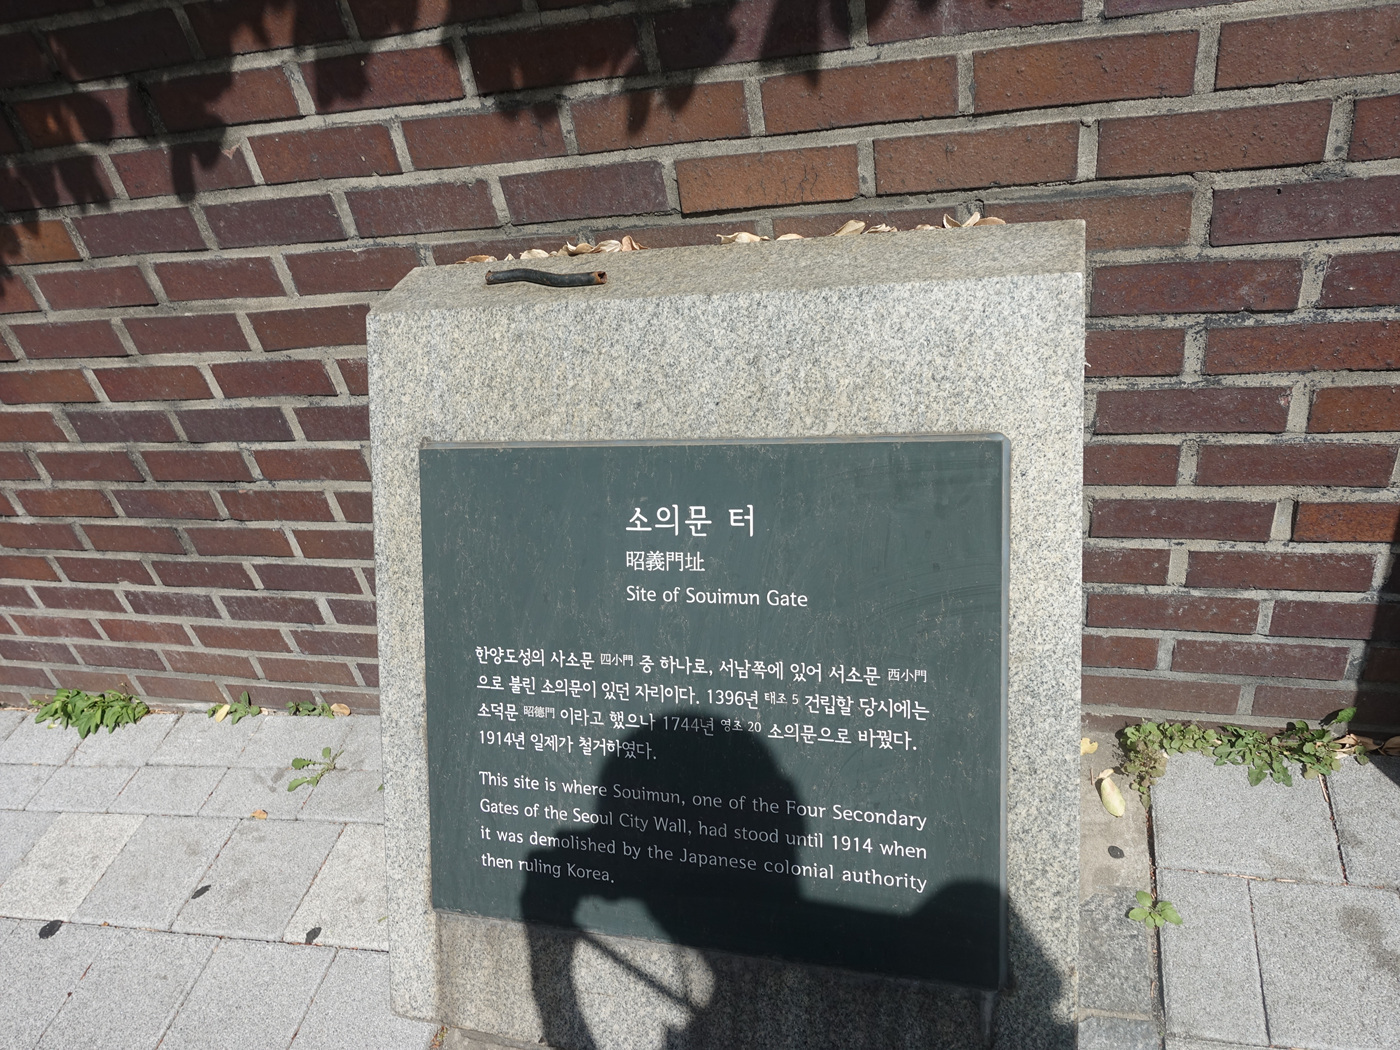 소의문 터
昭義門址
Site of Souimun Gate
한양도성의 사소문 四小門 중 하나로, 서남쪽에 있어 서소문 西小門
으로 불린 소의문이 있던 자리이다. 1396년 태조 5 건립할 당시에는
소덕문 昭德門 이라고 했으나 1744년 영조 20 소의문으로 바꿨다.
1914년 일제가 철거하였다.
This site is where Souimun, one of the Four Secondary
Gates of the Seoul City Wall, had stood until 1914 when
it was demolished by the Japanese colonial authority
then ruling Korea.